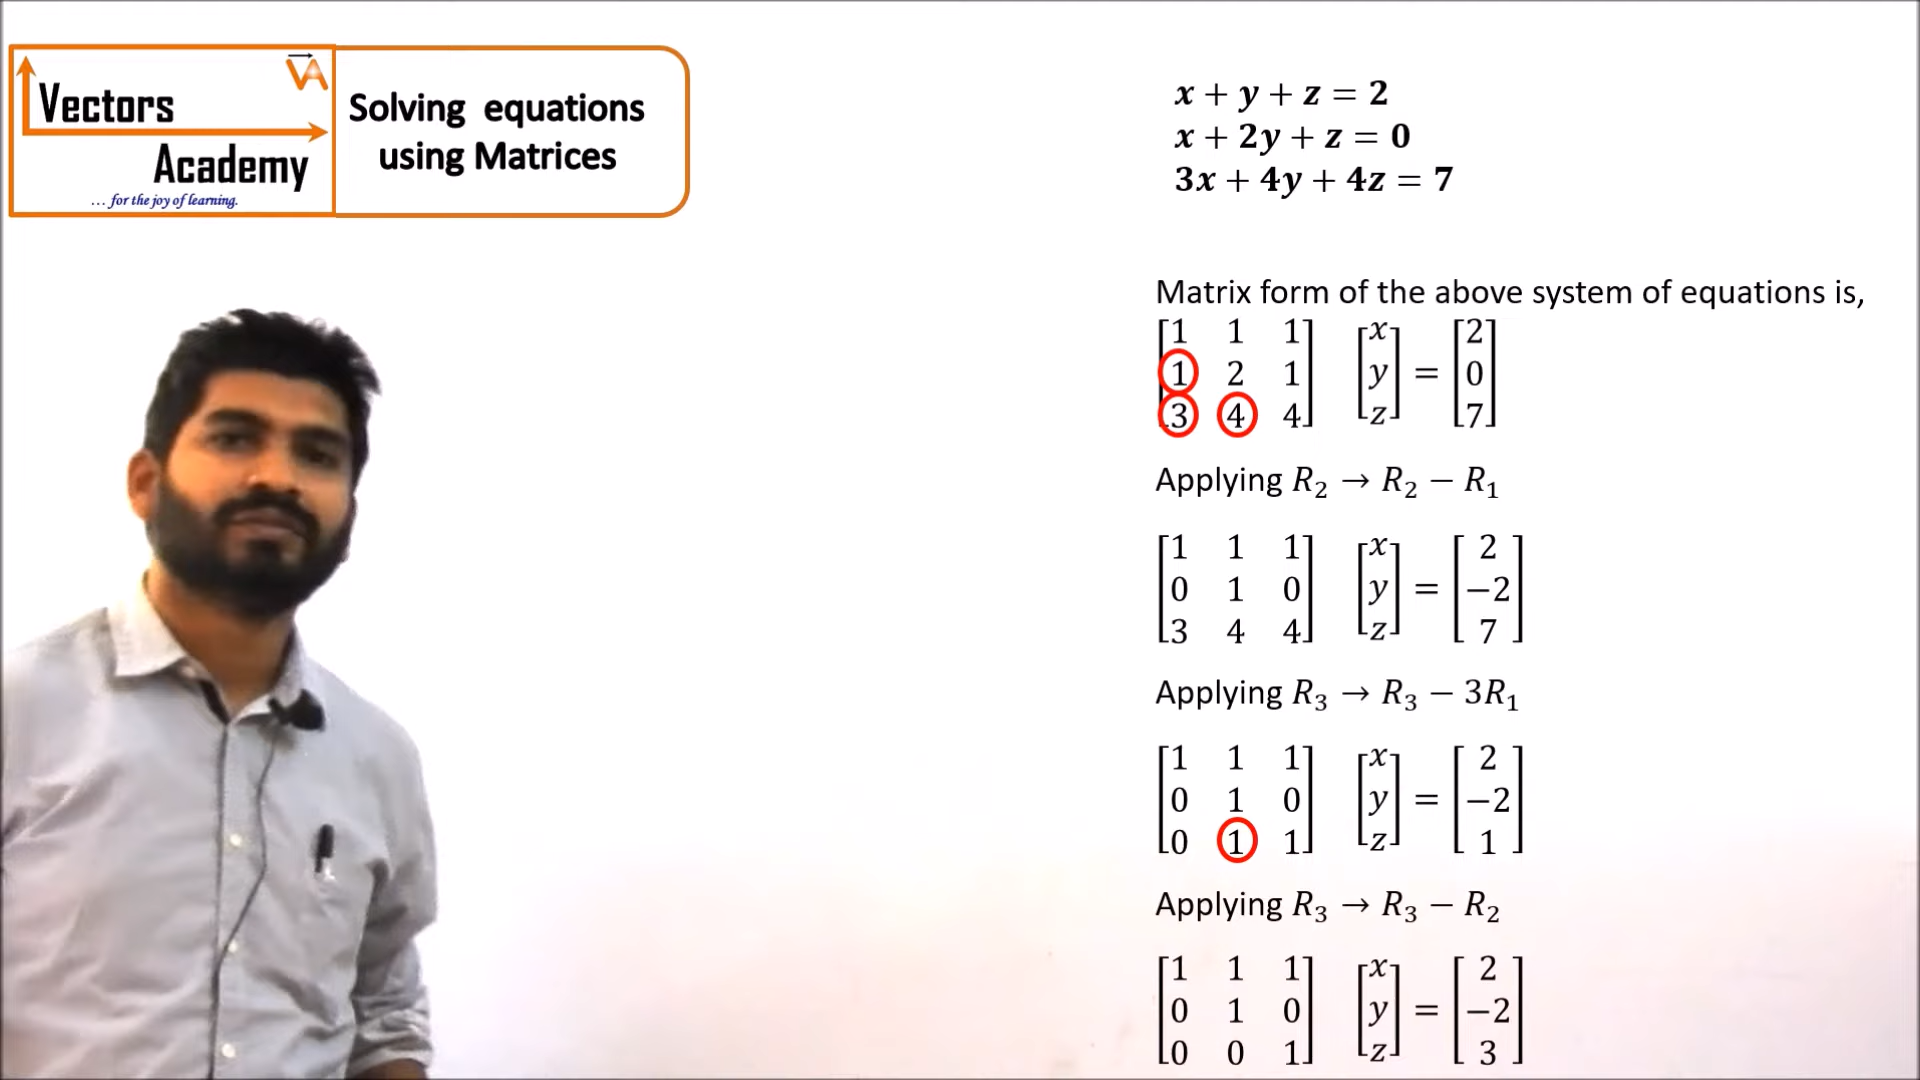 VA
Vectors
Academy
... for the joy of learning.
Solving equations
using Matrices
x + y + z = 2
x + 2y + z = 0
3x + 4y + 4z = 7
Matrix form of the above system of equations is,
[1 1 1] [x] [2]
[1 2 1] [y] = [0]
[3 4 4] [z] [7]
Applying R₂ → R₂ − R₁
[1 1 1] [x] [2]
[0 1 0] [y] = [−2]
[3 4 4] [z] [7]
Applying R₃ → R₃ − 3R₁
[1 1 1] [x] [2]
[0 1 0] [y] = [−2]
[0 1 1] [z] [1]
Applying R₃ → R₃ − R₂
[1 1 1] [x] [2]
[0 1 0] [y] = [−2]
[0 0 1] [z] [3]